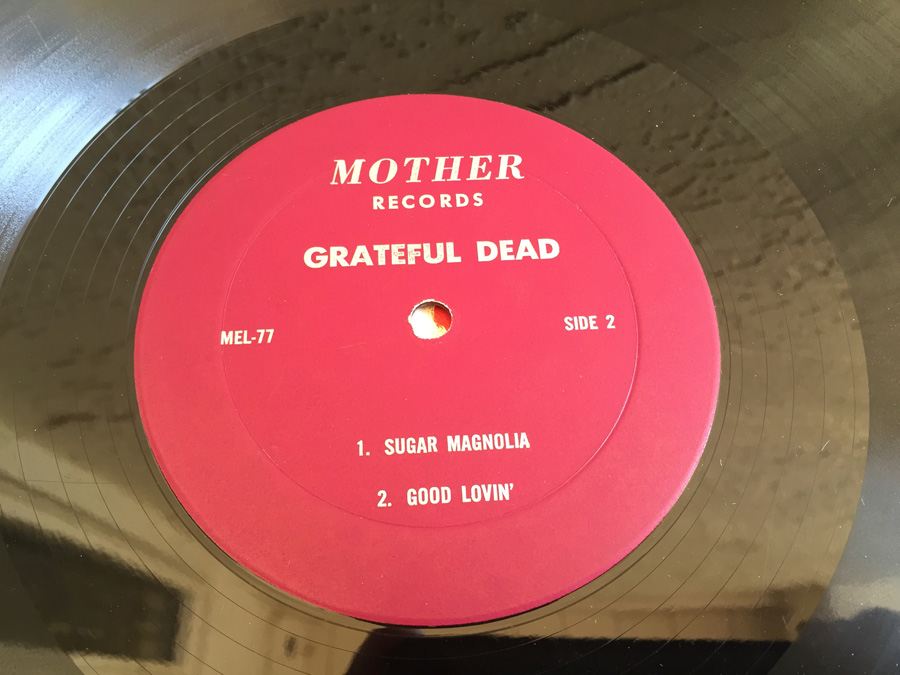 MOTHER
RECORDS
GRATEFUL DEAD
MEL-77
SIDE 2
1. SUGAR MAGNOLIA
2. GOOD LOVIN'